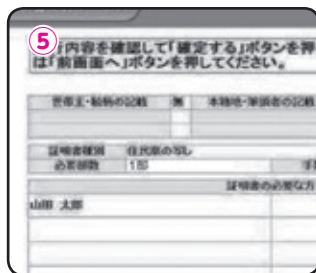 ⑤
行内容を確認して「確定する」ボタンを押
は「前画面へ」ボタンを押してください。
世帯主・続柄の記載 無 本籍地・筆頭者の記載
証明書種別 住民票の写し
必要部数 1部 手
証明書の必要な方
山田 太郎